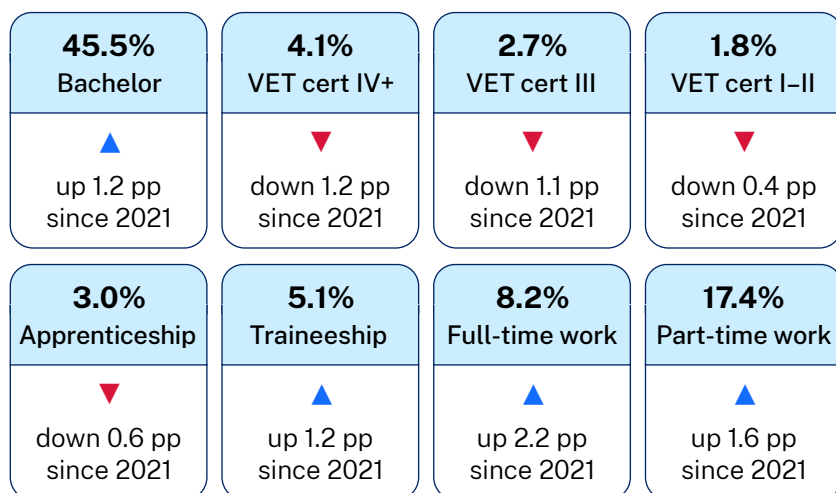 45.5%
Bachelor
up 1.2 pp
since 2021
4.1%
VET cert IV+
down 1.2 pp
since 2021
2.7%
VET cert III
down 1.1 pp
since 2021
1.8%
VET cert I–II
down 0.4 pp
since 2021
3.0%
Apprenticeship
down 0.6 pp
since 2021
5.1%
Traineeship
up 1.2 pp
since 2021
8.2%
Full-time work
up 2.2 pp
since 2021
17.4%
Part-time work
up 1.6 pp
since 2021